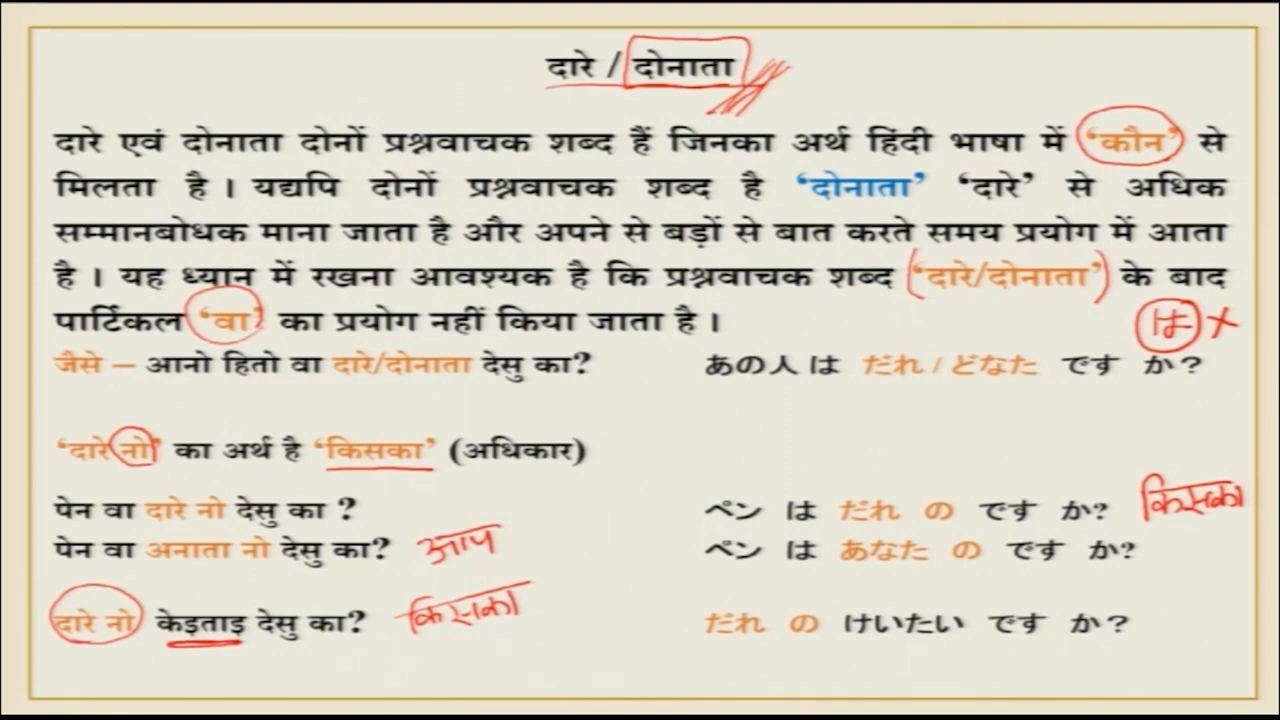 दारे / दोनाता
दारे एवं दोनाता दोनों प्रश्नवाचक शब्द हैं जिनका अर्थ हिंदी भाषा में ‘कौन’ से
मिलता है । यद्यपि दोनों प्रश्नवाचक शब्द है ‘दोनाता’ ‘दारे’ से अधिक
सम्मानबोधक माना जाता है और अपने से बड़ों से बात करते समय प्रयोग में आता
है । यह ध्यान में रखना आवश्यक है कि प्रश्नवाचक शब्द ‘दारे/दोनाता’ के बाद
पार्टिकल ‘वा’ का प्रयोग नहीं किया जाता है । は ×
जैसे – आनो हितो वा दारे/दोनाता देसु का? あの人 は だれ / どなた です か?
‘दारे नो’ का अर्थ है ‘किसका’ (अधिकार)
पेन वा दारे नो देसु का ? ペン は だれ の です か? किसका
पेन वा अनाता नो देसु का? आप ペン は あなた の です か?
दारे नो केइताइ देसु का? किसका だれ の けいたい です か?